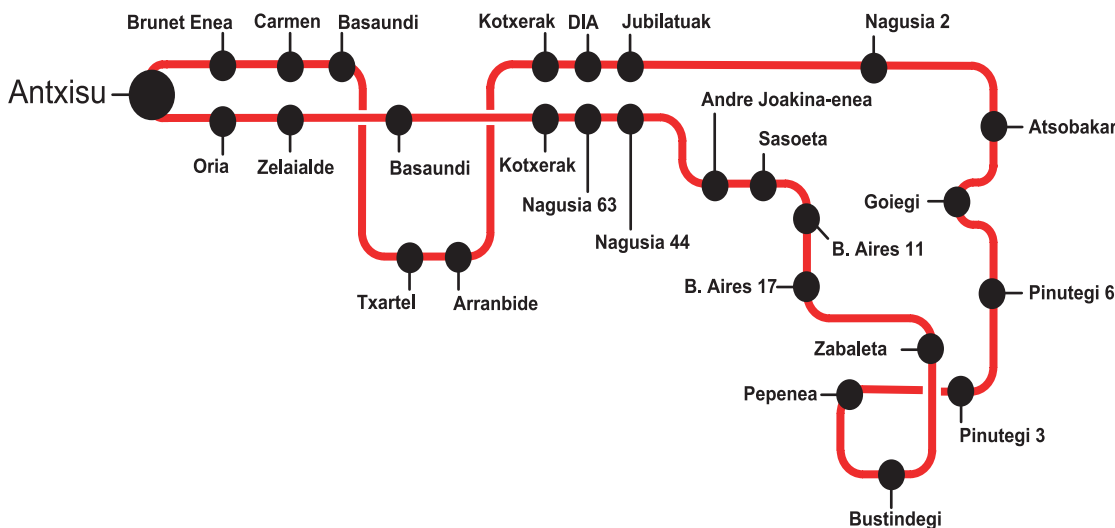 Brunet Enea
Carmen
Basaundi
Kotxerak
DIA
Jubilatuak
Nagusia 2
Antxisu
Andre Joakina-enea
Atsobakar
Sasoeta
Oria
Zelaialde
Basaundi
Kotxerak
Nagusia 63
Nagusia 44
Goiegi
B. Aires 11
B. Aires 17
Pinutegi 6
Txartel
Arranbide
Zabaleta
Pepenea
Pinutegi 3
Bustindegi